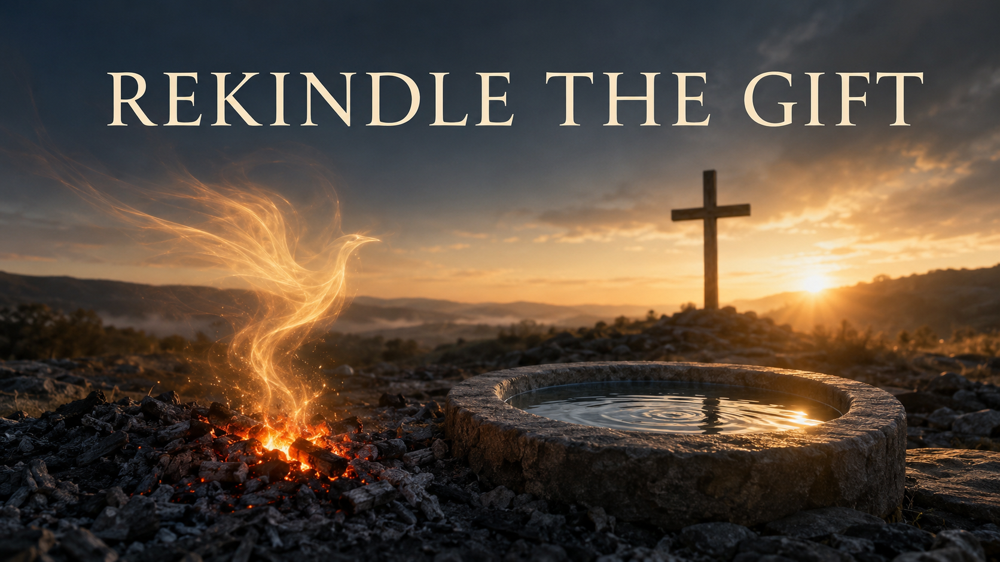 REKINDLE THE GIFT